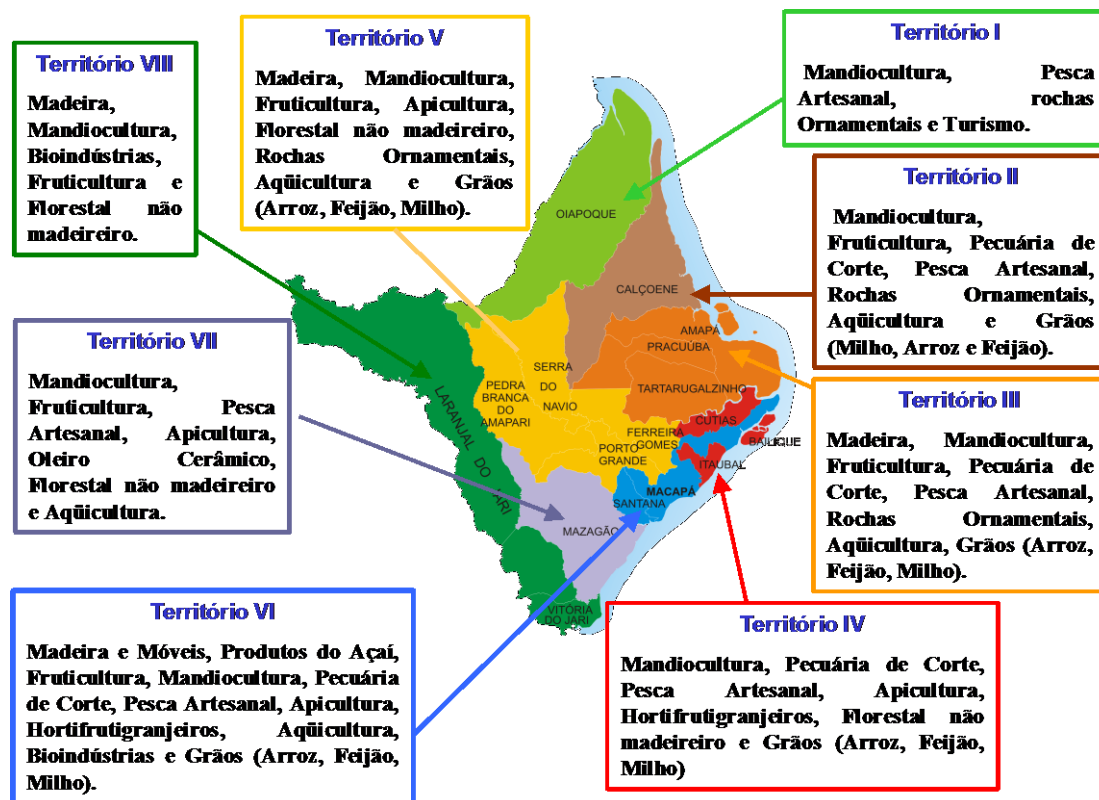 Território VIII
Madeira,
Mandiocultura,
Bioindústrias,
Fruticultura e
Florestal não
madeireiro.
Território V
Madeira, Mandiocultura,
Fruticultura, Apicultura,
Florestal não madeireiro,
Rochas Ornamentais,
Aqüicultura e Grãos
(Arroz, Feijão, Milho).
Território I
Mandiocultura, Pesca
Artesanal, rochas
Ornamentais e Turismo.
Território II
Mandiocultura,
Fruticultura, Pecuária de
Corte, Pesca Artesanal,
Rochas Ornamentais,
Aqüicultura e Grãos
(Milho, Arroz e Feijão).
Território VII
Mandiocultura,
Fruticultura, Pesca
Artesanal, Apicultura,
Oleiro Cerâmico,
Florestal não madeireiro
e Aqüicultura.
OIAPOQUE
CALÇOENE
AMAPÁ
PRACUÚBA
TARTARUGALZINHO
SERRA
DO
NAVIO
PEDRA
BRANCA
DO
AMAPARI
LARANJAL DO JARI
CUTIAS
FERREIRA
GOMES
BAILIQUE
PORTO
GRANDE
ITAUBAL
MACAPÁ
SANTANA
MAZAGÃO
VITÓRIA
DO JARI
Território III
Madeira, Mandiocultura,
Fruticultura, Pecuária de
Corte, Pesca Artesanal,
Rochas Ornamentais,
Aqüicultura, Grãos (Arroz,
Feijão, Milho).
Território VI
Madeira e Móveis, Produtos do Açaí,
Fruticultura, Mandiocultura, Pecuária
de Corte, Pesca Artesanal, Apicultura,
Hortifrutigranjeiros, Aqüicultura,
Bioindústrias e Grãos (Arroz, Feijão,
Milho).
Território IV
Mandiocultura, Pecuária de Corte,
Pesca Artesanal, Apicultura,
Hortifrutigranjeiros, Florestal não
madeireiro e Grãos (Arroz, Feijão,
Milho)